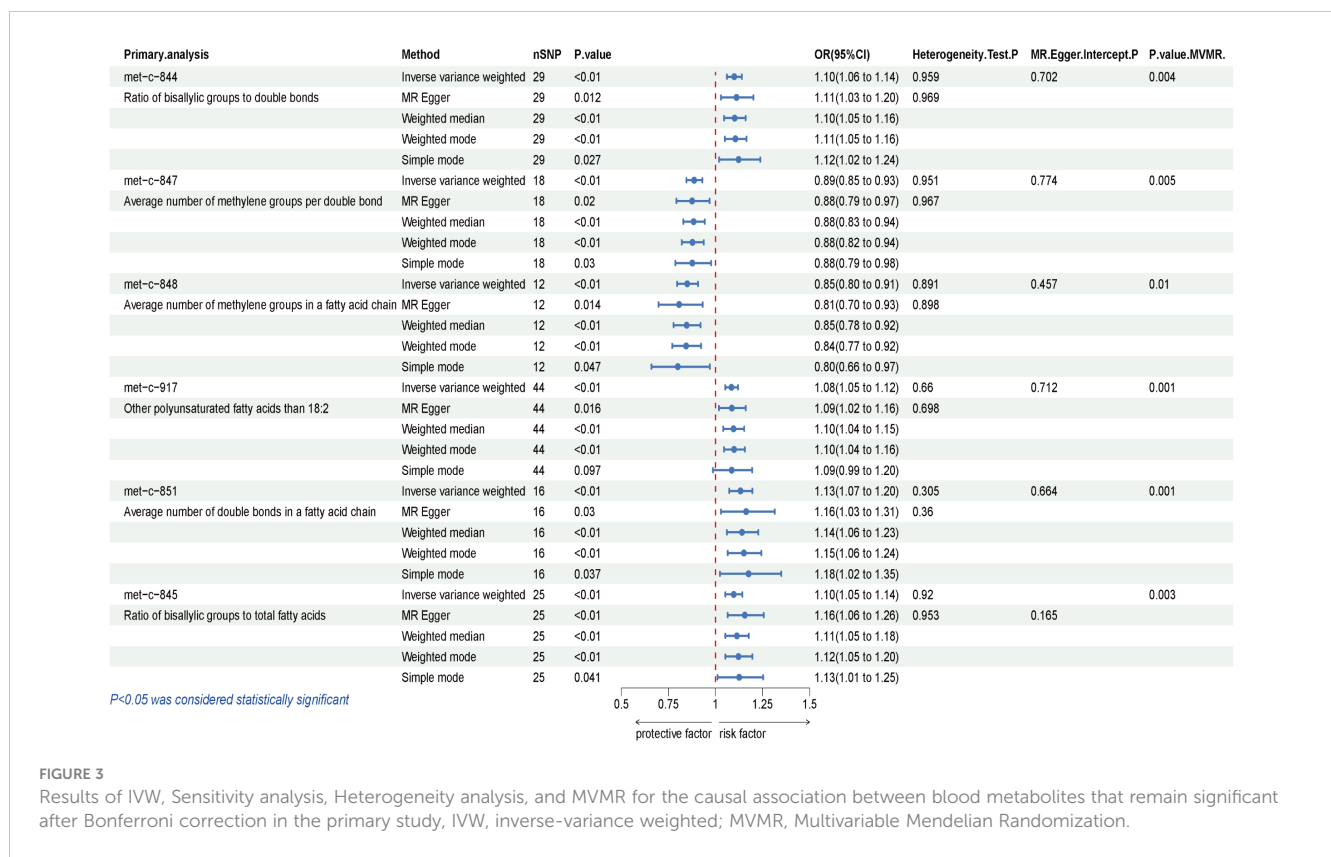 Primary.analysis Method nSNP P.value OR(95%CI) Heterogeneity.Test.P MR.Egger.Intercept.P P.value.MVMR.
met−c−844 Inverse variance weighted 29 <0.01 1.10(1.06 to 1.14) 0.959 0.702 0.004
Ratio of bisallylic groups to double bonds MR Egger 29 0.012 1.11(1.03 to 1.20) 0.969
Weighted median 29 <0.01 1.10(1.05 to 1.16)
Weighted mode 29 <0.01 1.11(1.05 to 1.16)
Simple mode 29 0.027 1.12(1.02 to 1.24)
met−c−847 Inverse variance weighted 18 <0.01 0.89(0.85 to 0.93) 0.951 0.774 0.005
Average number of methylene groups per double bond MR Egger 18 0.02 0.88(0.79 to 0.97) 0.967
Weighted median 18 <0.01 0.88(0.83 to 0.94)
Weighted mode 18 <0.01 0.88(0.82 to 0.94)
Simple mode 18 0.03 0.88(0.79 to 0.98)
met−c−848 Inverse variance weighted 12 <0.01 0.85(0.80 to 0.91) 0.891 0.457 0.01
Average number of methylene groups in a fatty acid chain MR Egger 12 0.014 0.81(0.70 to 0.93) 0.898
Weighted median 12 <0.01 0.85(0.78 to 0.92)
Weighted mode 12 <0.01 0.84(0.77 to 0.92)
Simple mode 12 0.047 0.80(0.66 to 0.97)
met−c−917 Inverse variance weighted 44 <0.01 1.08(1.05 to 1.12) 0.66 0.712 0.001
Other polyunsaturated fatty acids than 18:2 MR Egger 44 0.016 1.09(1.02 to 1.16) 0.698
Weighted median 44 <0.01 1.10(1.04 to 1.15)
Weighted mode 44 <0.01 1.10(1.04 to 1.16)
Simple mode 44 0.097 1.09(0.99 to 1.20)
met−c−851 Inverse variance weighted 16 <0.01 1.13(1.07 to 1.20) 0.305 0.664 0.001
Average number of double bonds in a fatty acid chain MR Egger 16 0.03 1.16(1.03 to 1.31) 0.36
Weighted median 16 <0.01 1.14(1.06 to 1.23)
Weighted mode 16 <0.01 1.15(1.06 to 1.24)
Simple mode 16 0.037 1.18(1.02 to 1.35)
met−c−845 Inverse variance weighted 25 <0.01 1.10(1.05 to 1.14) 0.92 0.003
Ratio of bisallylic groups to total fatty acids MR Egger 25 <0.01 1.16(1.06 to 1.26) 0.953 0.165
Weighted median 25 <0.01 1.11(1.05 to 1.18)
Weighted mode 25 <0.01 1.12(1.05 to 1.20)
Simple mode 25 0.041 1.13(1.01 to 1.25)
P<0.05 was considered statistically significant
0.5 0.75 1 1.25 1.5
protective factor risk factor
FIGURE 3
Results of IVW, Sensitivity analysis, Heterogeneity analysis, and MVMR for the causal association between blood metabolites that remain significant
after Bonferroni correction in the primary study, IVW, inverse-variance weighted; MVMR, Multivariable Mendelian Randomization.